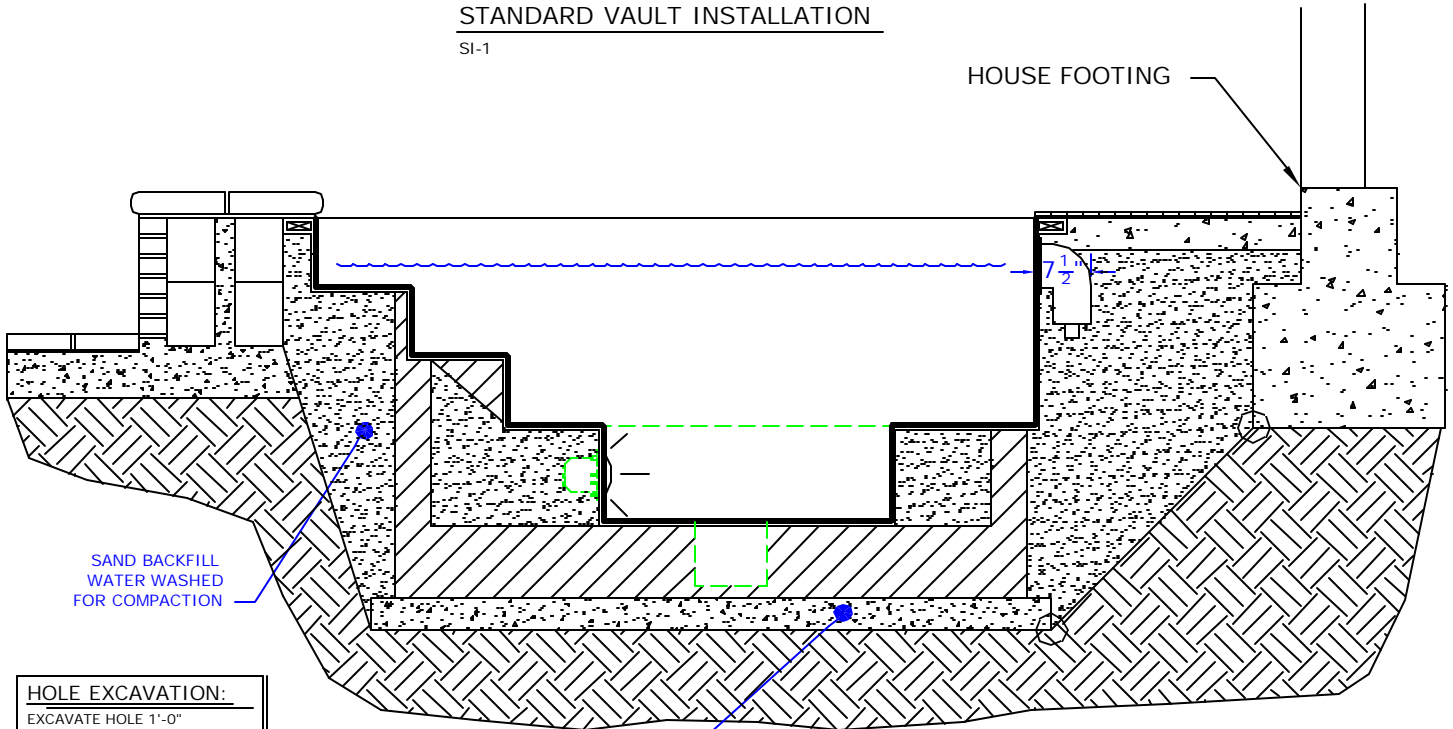 STANDARD VAULT INSTALLATION
SI-1
HOUSE FOOTING
7 1/2"
SAND BACKFILL
WATER WASHED
FOR COMPACTION
HOLE EXCAVATION:
EXCAVATE HOLE 1'-0"